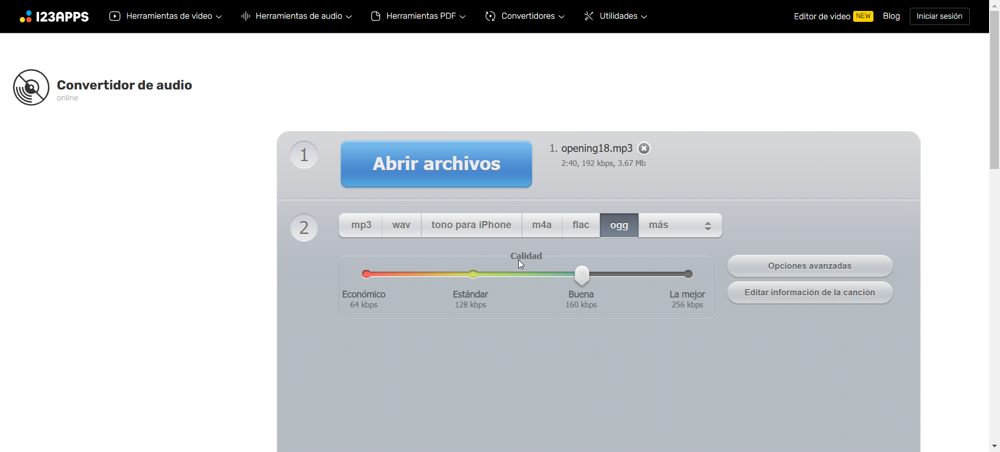 123APPS
Herramientas de video
Herramientas de audio
Herramientas PDF
Convertidores
Utilidades
Editor de video NEW
Blog
Iniciar sesión
Convertidor de audio
online
1
Abrir archivos
1. opening18.mp3
2:40, 192 kbps, 3.67 Mb
2
mp3 wav tono para iPhone m4a flac ogg más
Calidad
Económico
64 kbps
Estándar
128 kbps
Buena
160 kbps
La mejor
256 kbps
Opciones avanzadas
Editar información de la canción